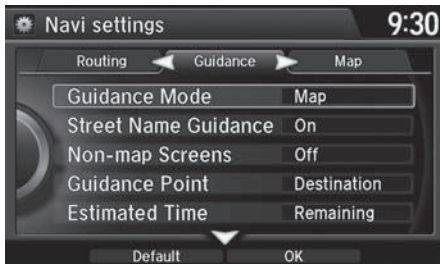 Navi settings 9:30
Routing Guidance Map
Guidance Mode Map
Street Name Guidance On
Non-map Screens Off
Guidance Point Destination
Estimated Time Remaining
Default OK